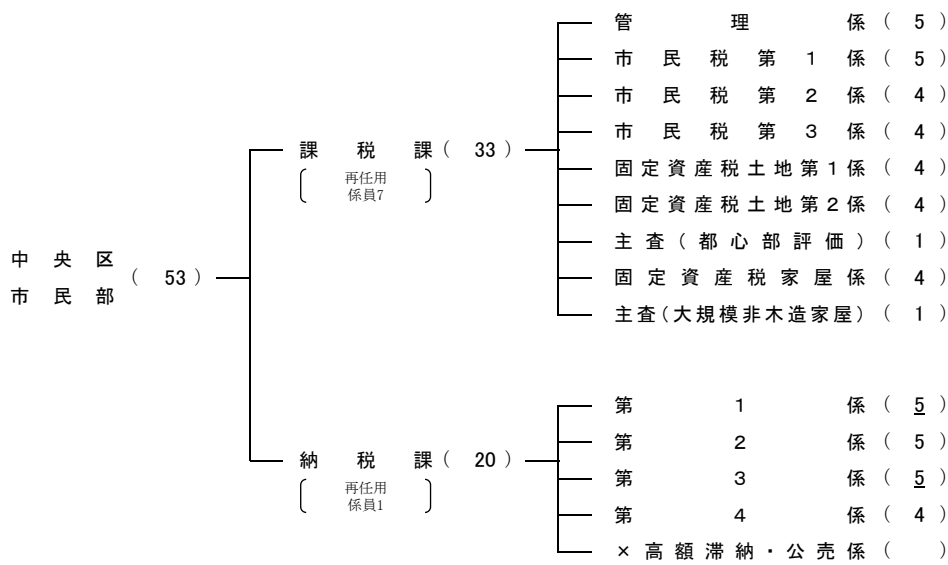 中央区市民部 ( 53 )
課税課 ( 33 )
再任用
係員7
管理係 ( 5 )
市民税第1係 ( 5 )
市民税第2係 ( 4 )
市民税第3係 ( 4 )
固定資産税土地第1係 ( 4 )
固定資産税土地第2係 ( 4 )
主査(都心部評価) ( 1 )
固定資産税家屋係 ( 4 )
主査(大規模非木造家屋) ( 1 )
納税課 ( 20 )
再任用
係員1
第1係 ( 5 )
第2係 ( 5 )
第3係 ( 5 )
第4係 ( 4 )
×高額滞納・公売係 ( )